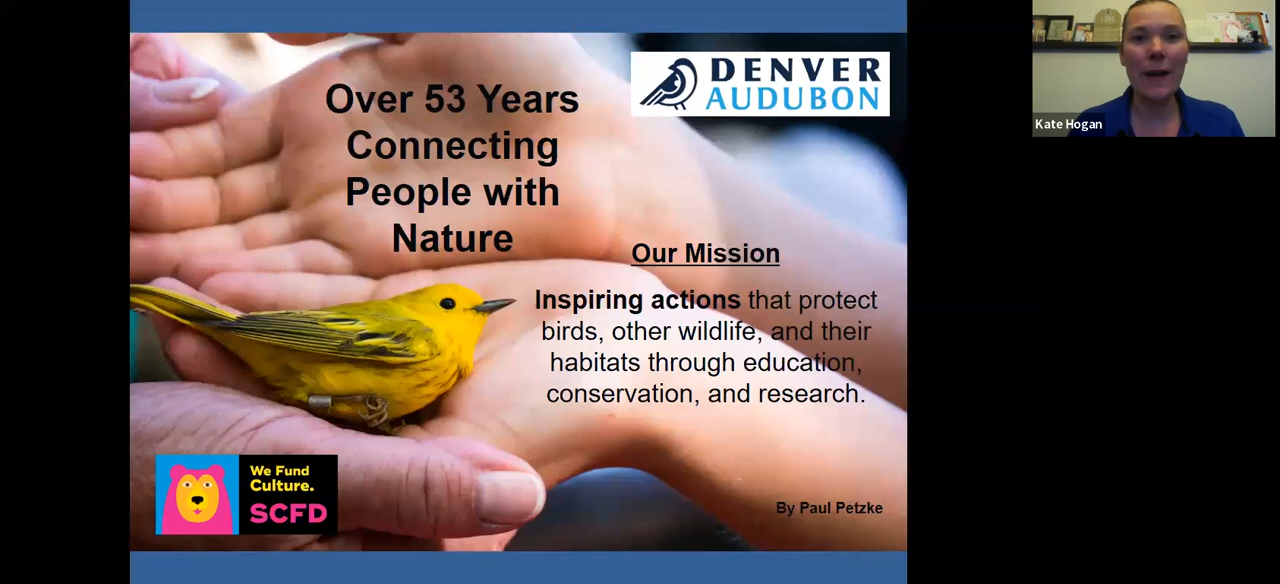 Over 53 Years
Connecting
People with
Nature
DENVER
AUDUBON
Our Mission
Inspiring actions that protect
birds, other wildlife, and their
habitats through education,
conservation, and research.
We Fund
Culture.
SCFD
By Paul Petzke
Kate Hogan